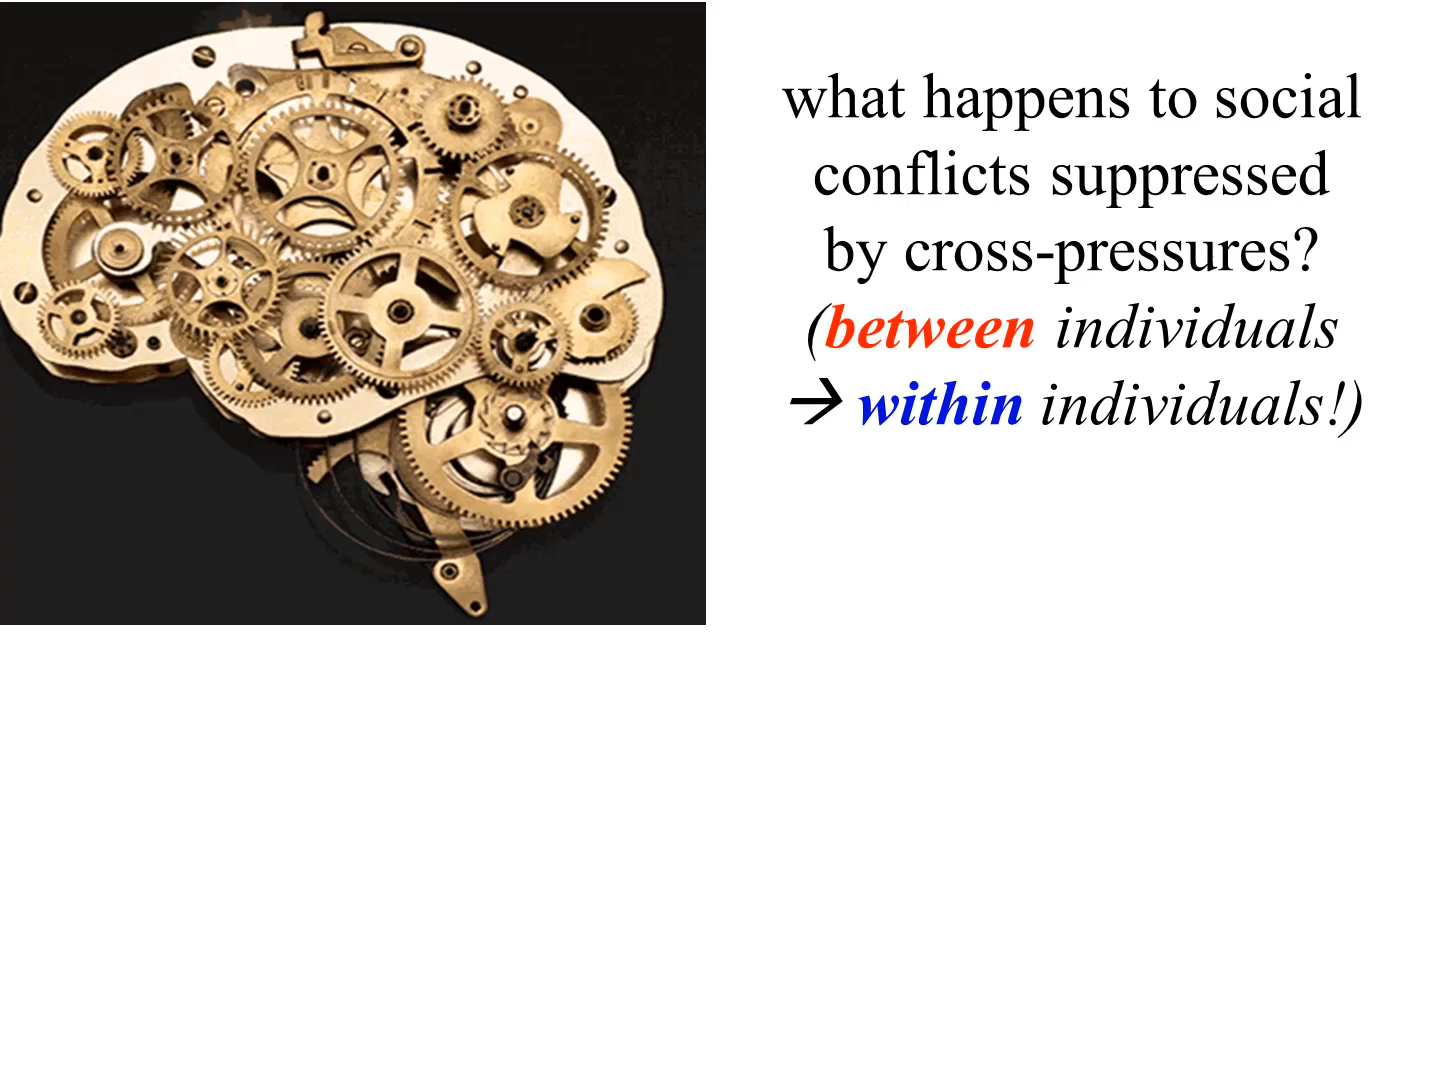 what happens to social
conflicts suppressed
by cross-pressures?
(between individuals
→ within individuals!)